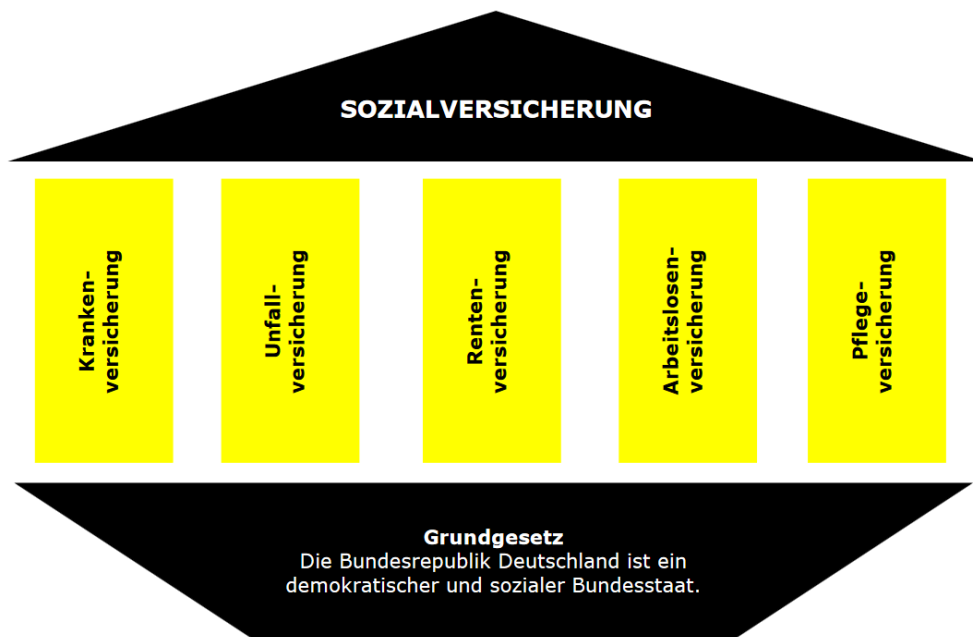 SOZIALVERSICHERUNG
Kranken-
versicherung
Unfall-
versicherung
Renten-
versicherung
Arbeitslosen-
versicherung
Pflege-
versicherung
Grundgesetz
Die Bundesrepublik Deutschland ist ein
demokratischer und sozialer Bundesstaat.